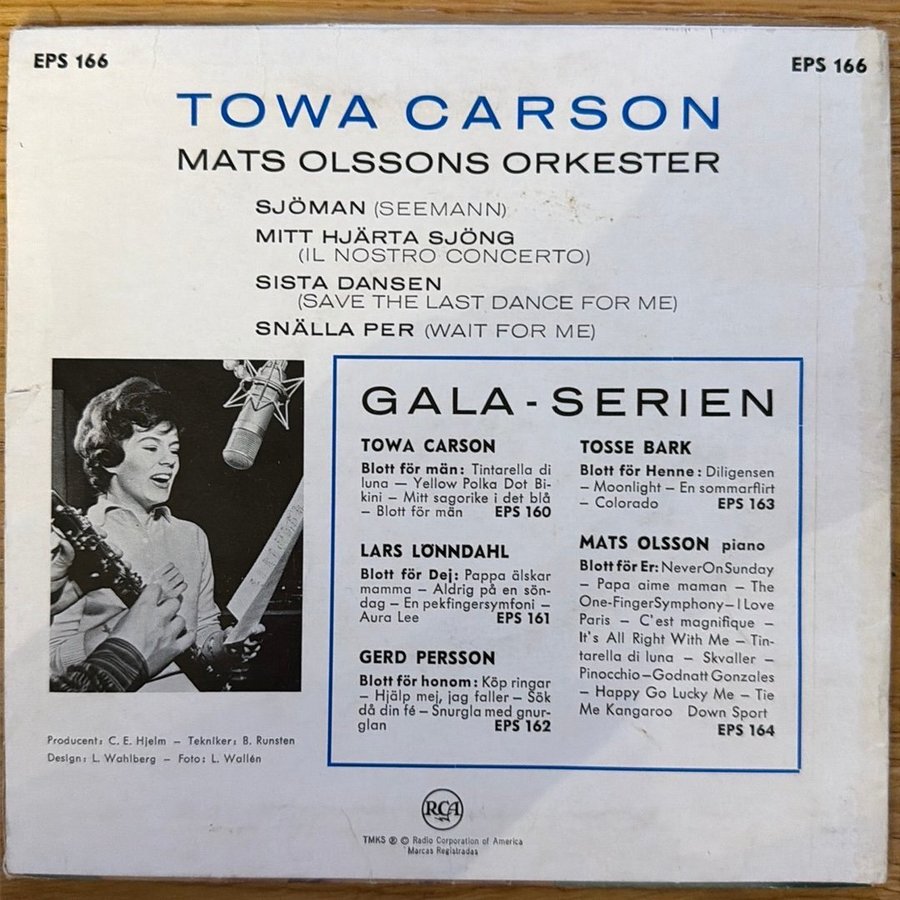 EPS 166
EPS 166
TOWA CARSON
MATS OLSSONS ORKESTER
SJÖMAN (SEEMANN)
MITT HJÄRTA SJÖNG
(IL NOSTRO CONCERTO)
SISTA DANSEN
(SAVE THE LAST DANCE FOR ME)
SNÄLLA PER (WAIT FOR ME)
GALA - SERIEN
TOWA CARSON
Blott för män: Tintarella di
luna – Yellow Polka Dot Bi-
kini – Mitt sagorike i det blå
– Blott för män EPS 160
LARS LÖNNDAHL
Blott för Dej: Pappa älskar
mamma – Aldrig på en sön-
dag – En pekfingersymfoni –
Aura Lee EPS 161
GERD PERSSON
Blott för honom: Köp ringar
– Hjälp mej, jag faller – Sök
då din fé – Snurgla med gnur-
glan EPS 162
TOSSE BARK
Blott för Henne: Diligensen
– Moonlight – En sommarflirt
– Colorado EPS 163
MATS OLSSON piano
Blott för Er: Never On Sunday
– Papa aime maman – The
One-Finger Symphony – I Love
Paris – C'est magnifique –
It's All Right With Me – Tin-
tarella di luna – Skvaller –
Pinocchio – Godnatt Gonzales
– Happy Go Lucky Me – Tie
Me Kangaroo Down Sport
EPS 164
Producent: C. E. Hjelm – Tekniker: B. Runsten
Design: L. Wahlberg – Foto: L. Wallén
RCA
TMKS ® © Radio Corporation of America
Marcas Registradas